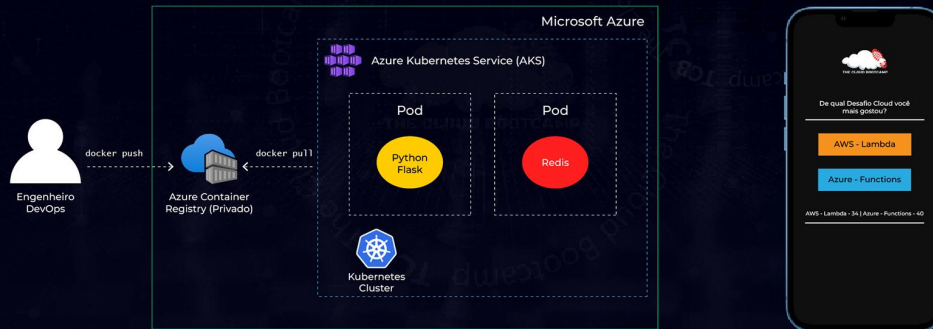 Microsoft Azure
Azure Kubernetes Service (AKS)
Pod
Pod
Python
Flask
Redis
docker push
docker pull
Engenheiro
DevOps
Azure Container
Registry (Privado)
Kubernetes
Cluster
THE CLOUD BOOTCAMP
De qual Desafio Cloud você
mais gostou?
AWS - Lambda
Azure - Functions
AWS - Lambda - 34 | Azure - Functions - 40